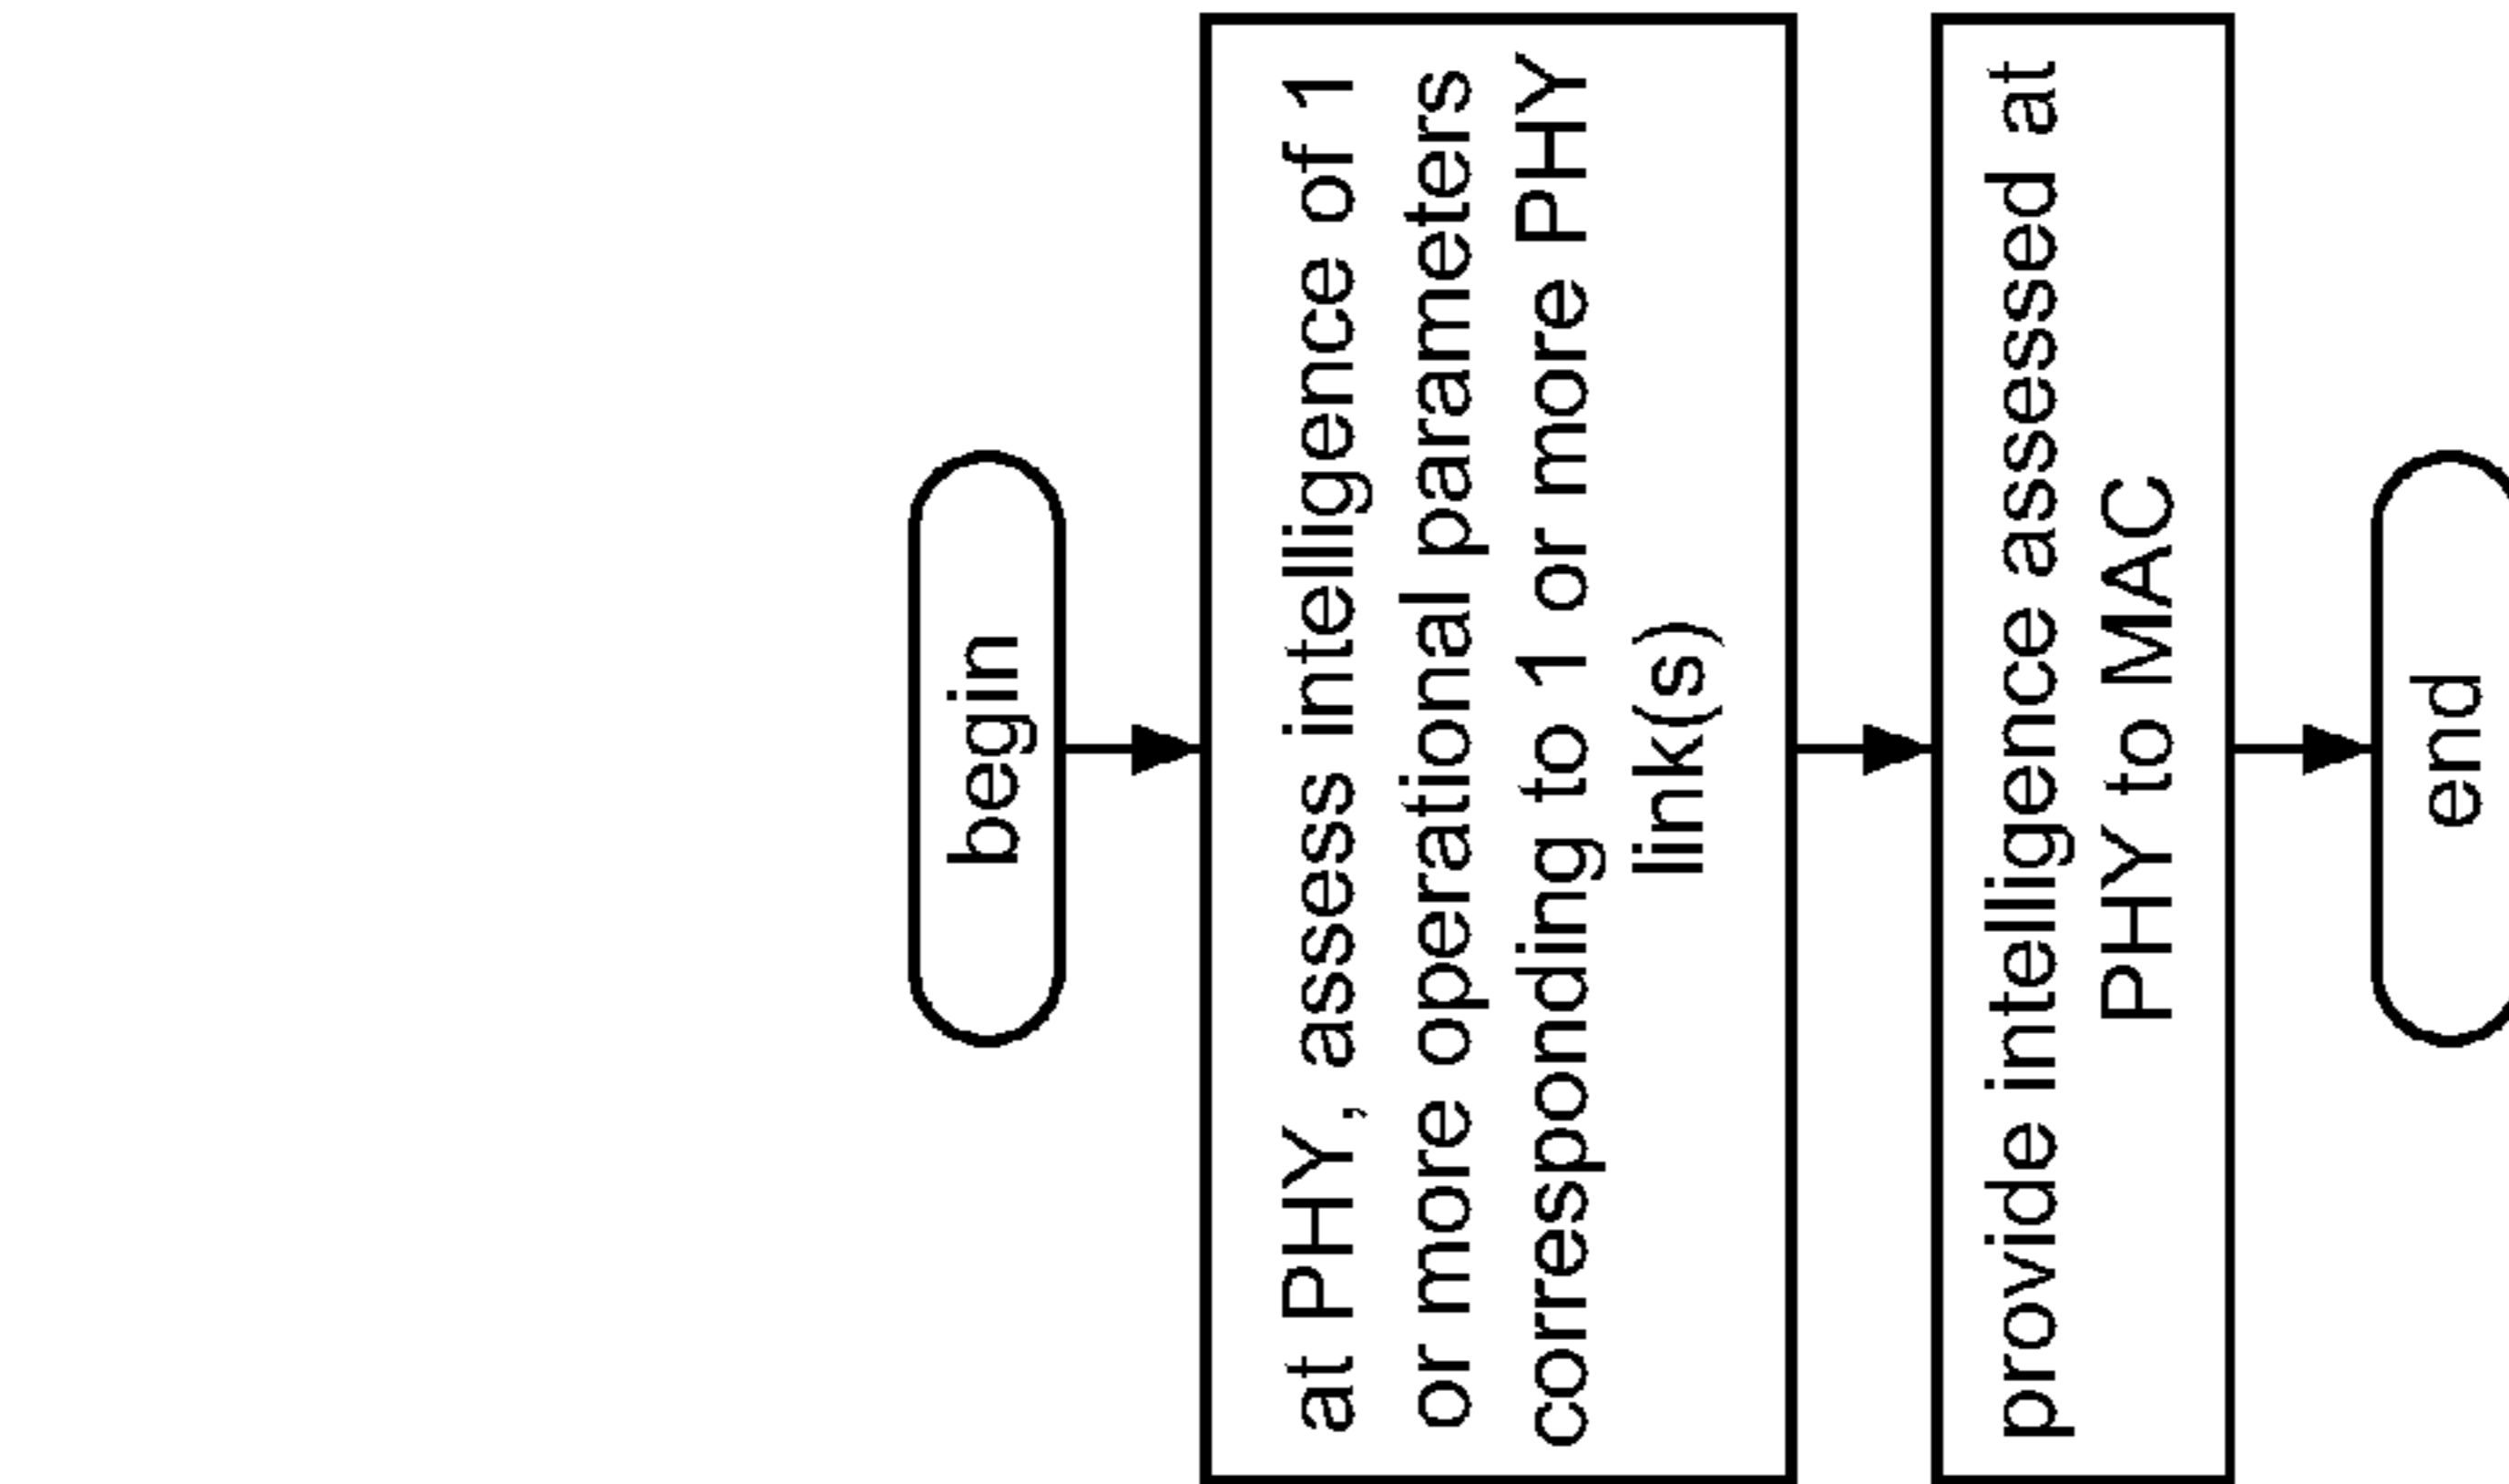 begin
at PHY, assess intelligence of 1
or more operational parameters
corresponding to 1 or more PHY
link(s)
provide intelligence assessed at
PHY to MAC
end